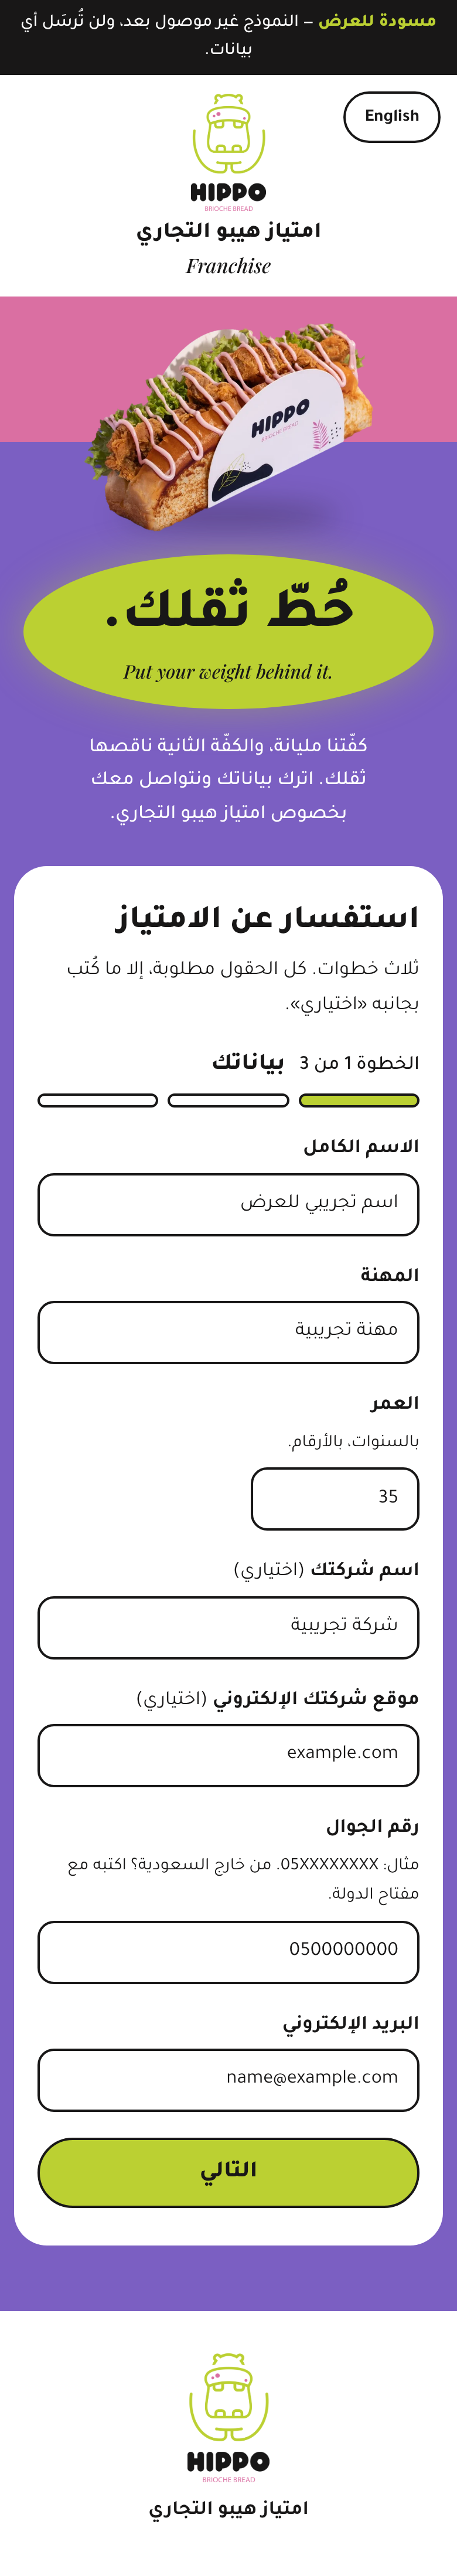 مسودة للعرض – النموذج غير موصول بعد، ولن تُرسَل أي
بيانات.
English
HIPPO
BRIOCHE BREAD
امتياز هيبو التجاري
Franchise
HIPPO
BRIOCHE BREAD
حُطّ ثقلك.
Put your weight behind it.
كفّتنا مليانة، والكفّة الثانية ناقصها
ثقلك. اترك بياناتك ونتواصل معك
بخصوص امتياز هيبو التجاري.
استفسار عن الامتياز
ثلاث خطوات. كل الحقول مطلوبة، إلا ما كُتب
بجانبه «اختياري».
الخطوة 1 من 3 بياناتك
الاسم الكامل
اسم تجريبي للعرض
المهنة
مهنة تجريبية
العمر
بالسنوات، بالأرقام.
35
اسم شركتك (اختياري)
شركة تجريبية
موقع شركتك الإلكتروني (اختياري)
example.com
رقم الجوال
مثال: 05XXXXXXXX. من خارج السعودية؟ اكتبه مع
مفتاح الدولة.
0500000000
البريد الإلكتروني
name@example.com
التالي
HIPPO
BRIOCHE BREAD
امتياز هيبو التجاري